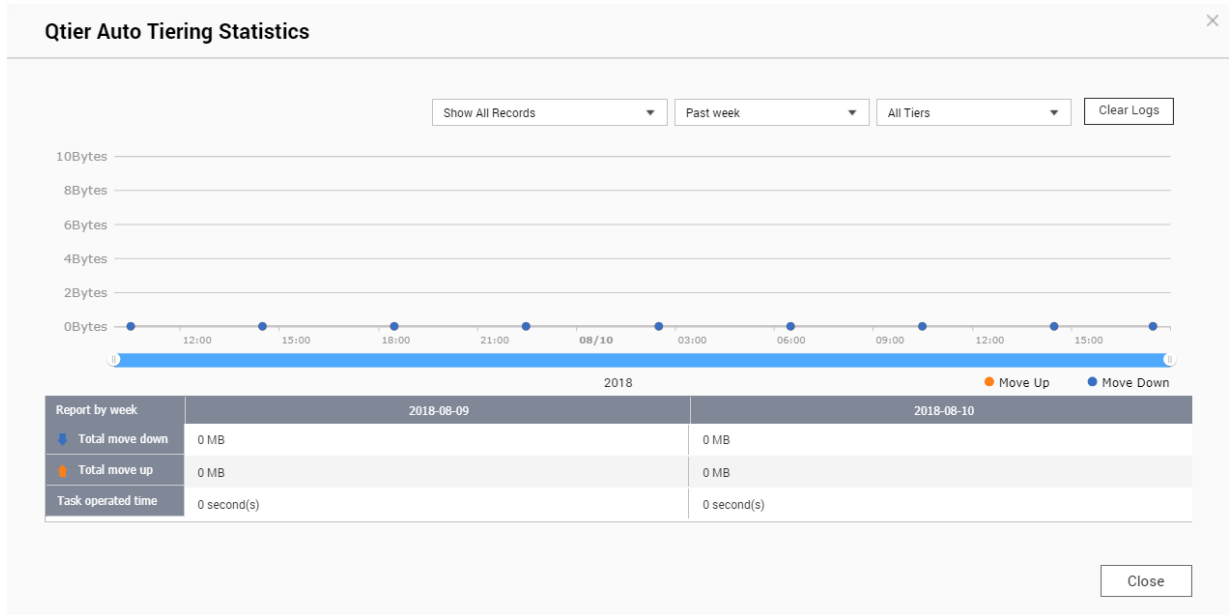 Qtier Auto Tiering Statistics
Show All Records Past week All Tiers Clear Logs
10Bytes
8Bytes
6Bytes
4Bytes
2Bytes
0Bytes
12:00 15:00 18:00 21:00 08/10 03:00 06:00 09:00 12:00 15:00
2018
Move Up Move Down
Report by week 2018-08-09 2018-08-10
Total move down 0 MB 0 MB
Total move up 0 MB 0 MB
Task operated time 0 second(s) 0 second(s)
Close